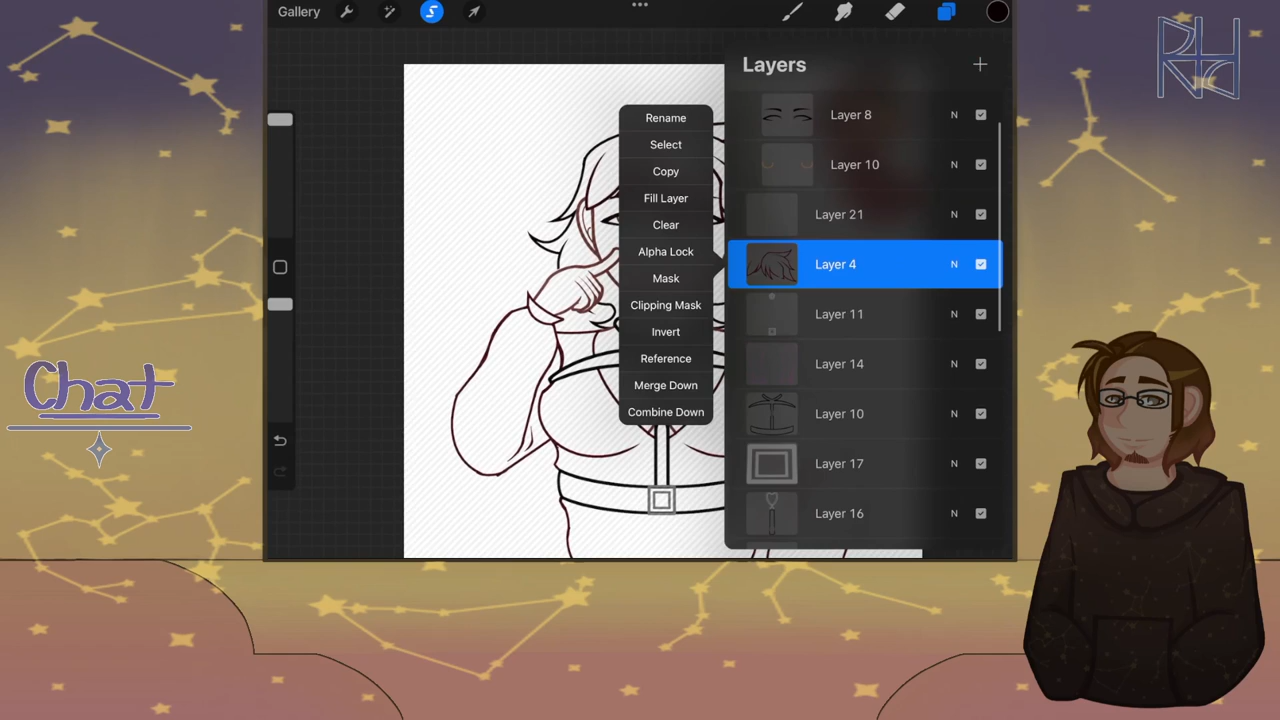 Gallery
Layers
Layer 8 N
Layer 10 N
Layer 21 N
Layer 4 N
Layer 11 N
Layer 14 N
Layer 10 N
Layer 17 N
Layer 16 N
Rename
Select
Copy
Fill Layer
Clear
Alpha Lock
Mask
Clipping Mask
Invert
Reference
Merge Down
Combine Down
Chat